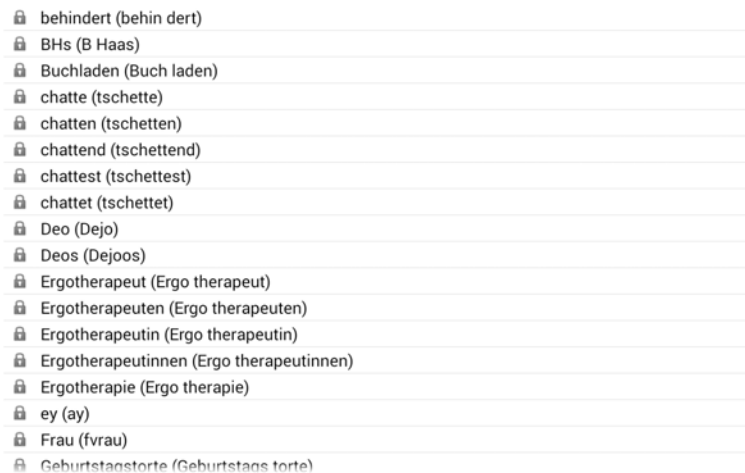 behindert (behin dert)
BHs (B Haas)
Buchladen (Buch laden)
chatte (tschette)
chatten (tschetten)
chattend (tschettend)
chattest (tschettest)
chattet (tschettet)
Deo (Dejo)
Deos (Dejoos)
Ergotherapeut (Ergo therapeut)
Ergotherapeuten (Ergo therapeuten)
Ergotherapeutin (Ergo therapeutin)
Ergotherapeutinnen (Ergo therapeutinnen)
Ergotherapie (Ergo therapie)
ey (ay)
Frau (fvrau)
Geburtstagstorte (Geburtstags torte)